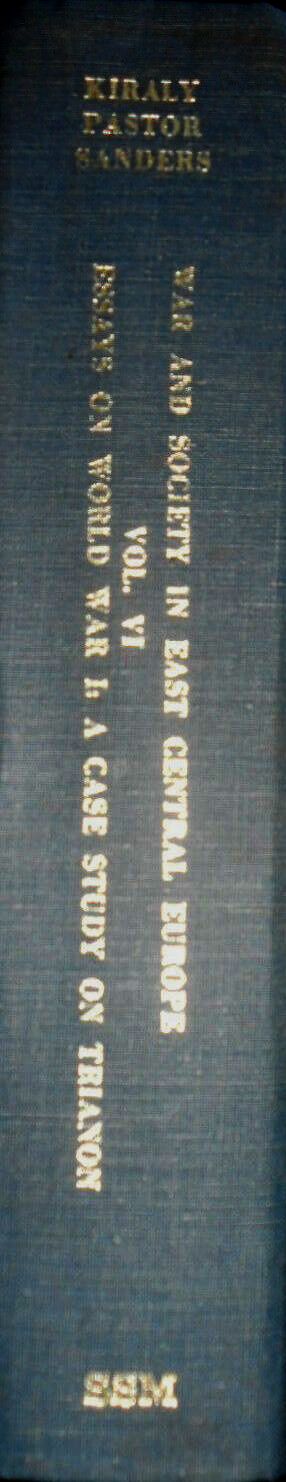 KIRALY
PASTOR
SANDERS
WAR AND SOCIETY IN EAST CENTRAL EUROPE
VOL. VI
ESSAYS ON WORLD WAR I: A CASE STUDY ON TRIANON
SSM